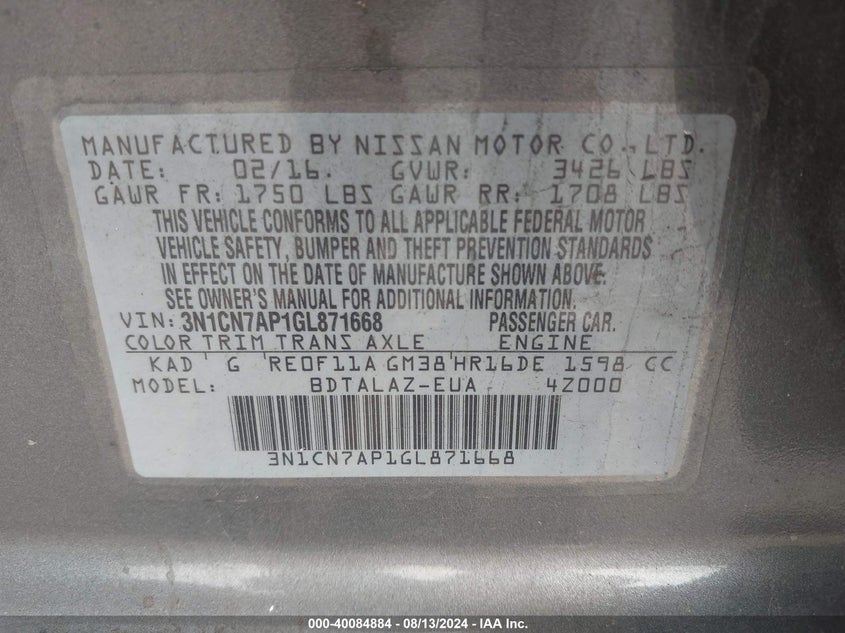 MANUFACTURED BY NISSAN MOTOR CO., LTD.
DATE: 02/16. GVWR: 3426 LBS
GAWR FR: 1750 LBS GAWR RR: 1708 LBS
THIS VEHICLE CONFORMS TO ALL APPLICABLE FEDERAL MOTOR
VEHICLE SAFETY, BUMPER AND THEFT PREVENTION STANDARDS
IN EFFECT ON THE DATE OF MANUFACTURE SHOWN ABOVE.
SEE OWNER'S MANUAL FOR ADDITIONAL INFORMATION.
VIN: 3N1CN7AP1GL871668 PASSENGER CAR.
COLOR TRIM TRANS AXLE ENGINE
KAD G RE0F11A GM38 HR16DE 1598 CC
MODEL: BDTALAZ-EUA 4Z000
3N1CN7AP1GL871668
000-40084884 - 08/13/2024 - IAA Inc.